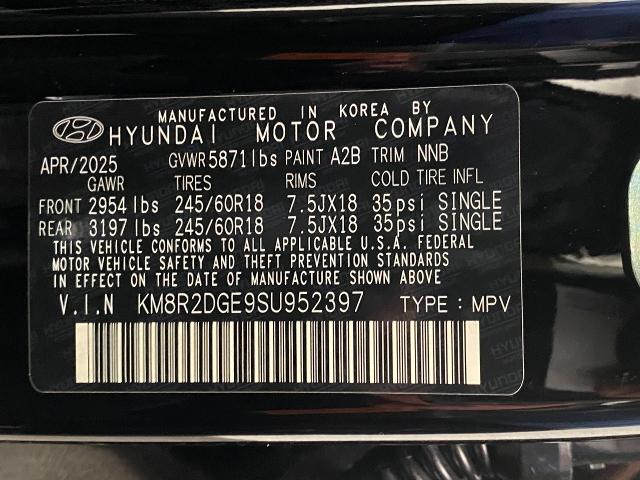 MANUFACTURED IN KOREA BY
HYUNDAI MOTOR COMPANY
APR/2025 GVWR 5871 lbs PAINT A2B TRIM NNB
GAWR TIRES RIMS COLD TIRE INFL
FRONT 2954 lbs 245/60R18 7.5JX18 35psi SINGLE
REAR 3197 lbs 245/60R18 7.5JX18 35psi SINGLE
THIS VEHICLE CONFORMS TO ALL APPLICABLE U.S.A. FEDERAL
MOTOR VEHICLE SAFETY AND THEFT PREVENTION STANDARDS
IN EFFECT ON THE DATE OF MANUFACTURE SHOWN ABOVE.
V.I.N KM8R2DGE9SU952397 TYPE : MPV